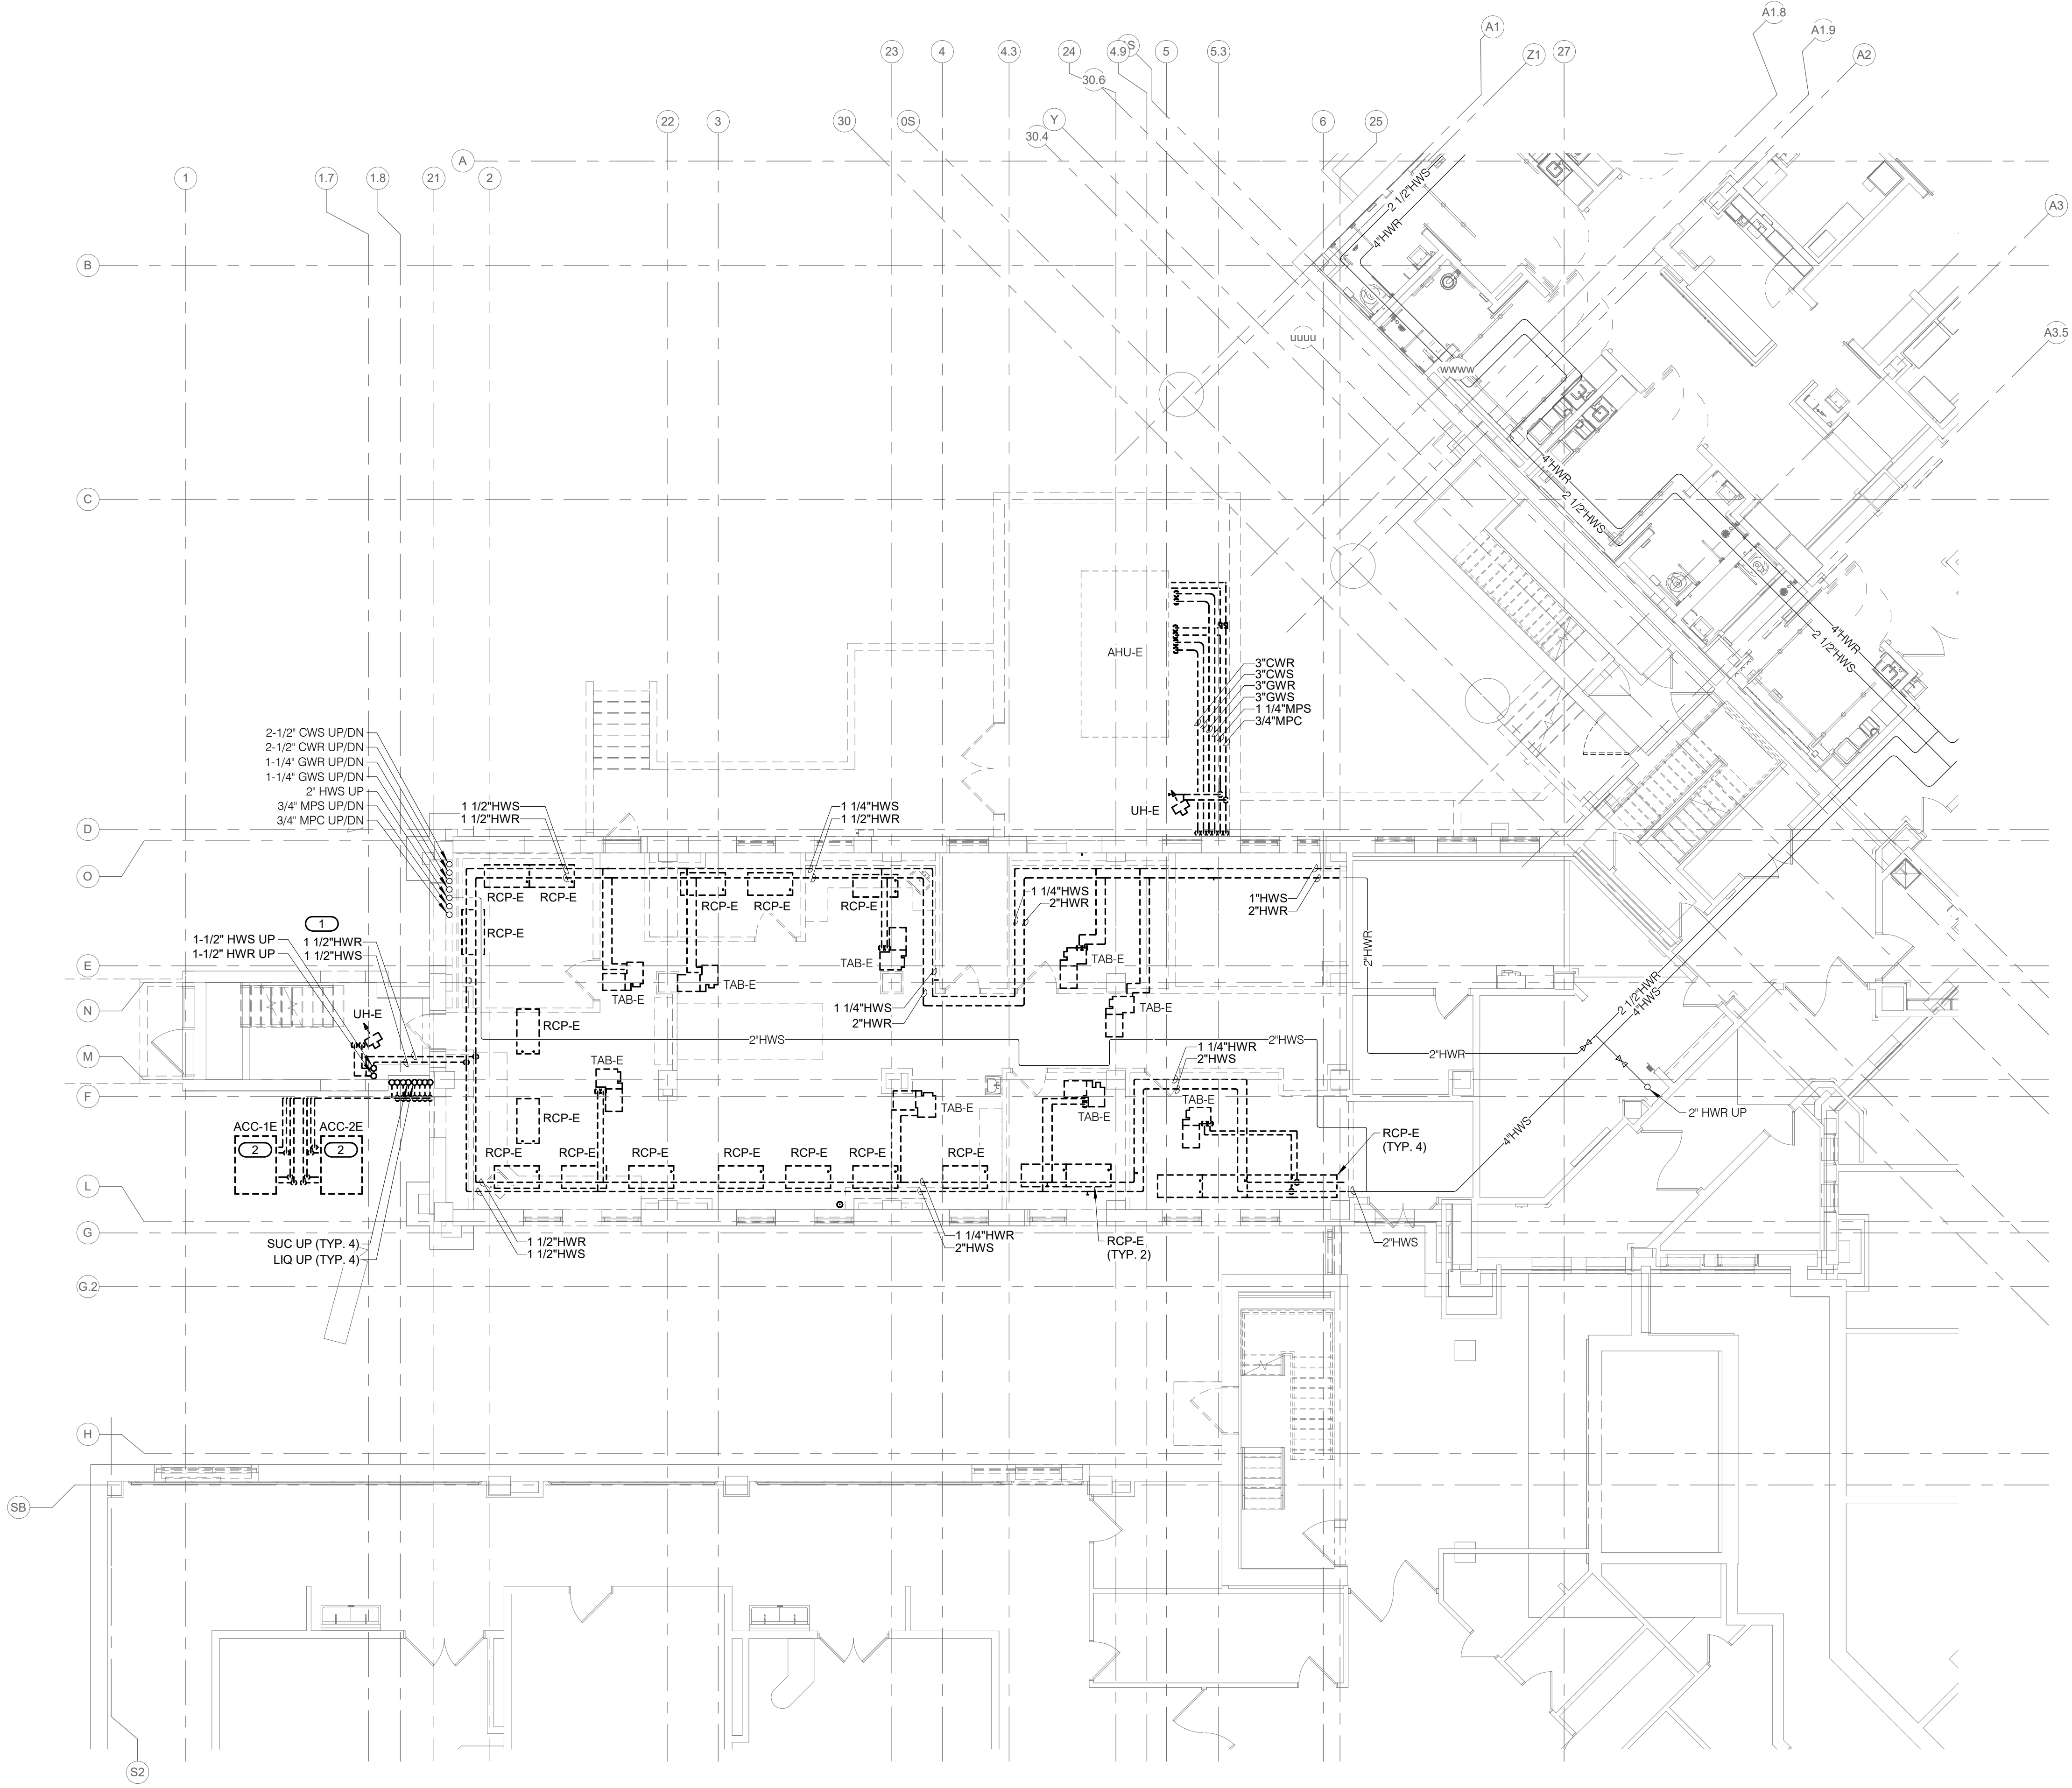 A1.8
A1
A1.9
23
4
4.3
24
4.9
S
5
5.3
Z1
27
A2
30.6
22
3
30
0S
Y
30.4
6
25
A
1
1.7
1.8
21
2
A3
2 1/2"HWS
4"HWR
B
uuuu
A3.5
wwww
4"HWR
2 1/2"HWS
C
4"HWR
2 1/2"HWS
AHU-E
3"CWR
3"CWS
3"GWR
3"GWS
1 1/4"MPS
3/4"MPC
2-1/2" CWS UP/DN
2-1/2" CWR UP/DN
1-1/4" GWR UP/DN
1-1/4" GWS UP/DN
2" HWS UP
3/4" MPS UP/DN
3/4" MPC UP/DN
1 1/2"HWS
1 1/2"HWR
1 1/4"HWS
1 1/2"HWR
UH-E
D
O
RCP-E
RCP-E
RCP-E
RCP-E
RCP-E
1 1/4"HWS
2"HWR
1"HWS
2"HWR
1
RCP-E
1-1/2" HWS UP
1-1/2" HWR UP
1 1/2"HWR
1 1/2"HWS
2"HWR
E
TAB-E
TAB-E
TAB-E
TAB-E
TAB-E
N
1 1/4"HWS
2"HWR
2 1/2"HWR
4"HWS
UH-E
RCP-E
2"HWS
2"HWS
M
2"HWR
1 1/4"HWR
2"HWS
TAB-E
F
TAB-E
TAB-E
TAB-E
RCP-E
2" HWR UP
ACC-1E
2
ACC-2E
2
4"HWS
RCP-E
(TYP. 4)
RCP-E
RCP-E
RCP-E
RCP-E
RCP-E
RCP-E
RCP-E
L
G
SUC UP (TYP. 4)
LIQ UP (TYP. 4)
1 1/2"HWR
1 1/2"HWS
1 1/4"HWR
2"HWS
RCP-E
(TYP. 2)
2"HWS
G.2
H
SB
S2